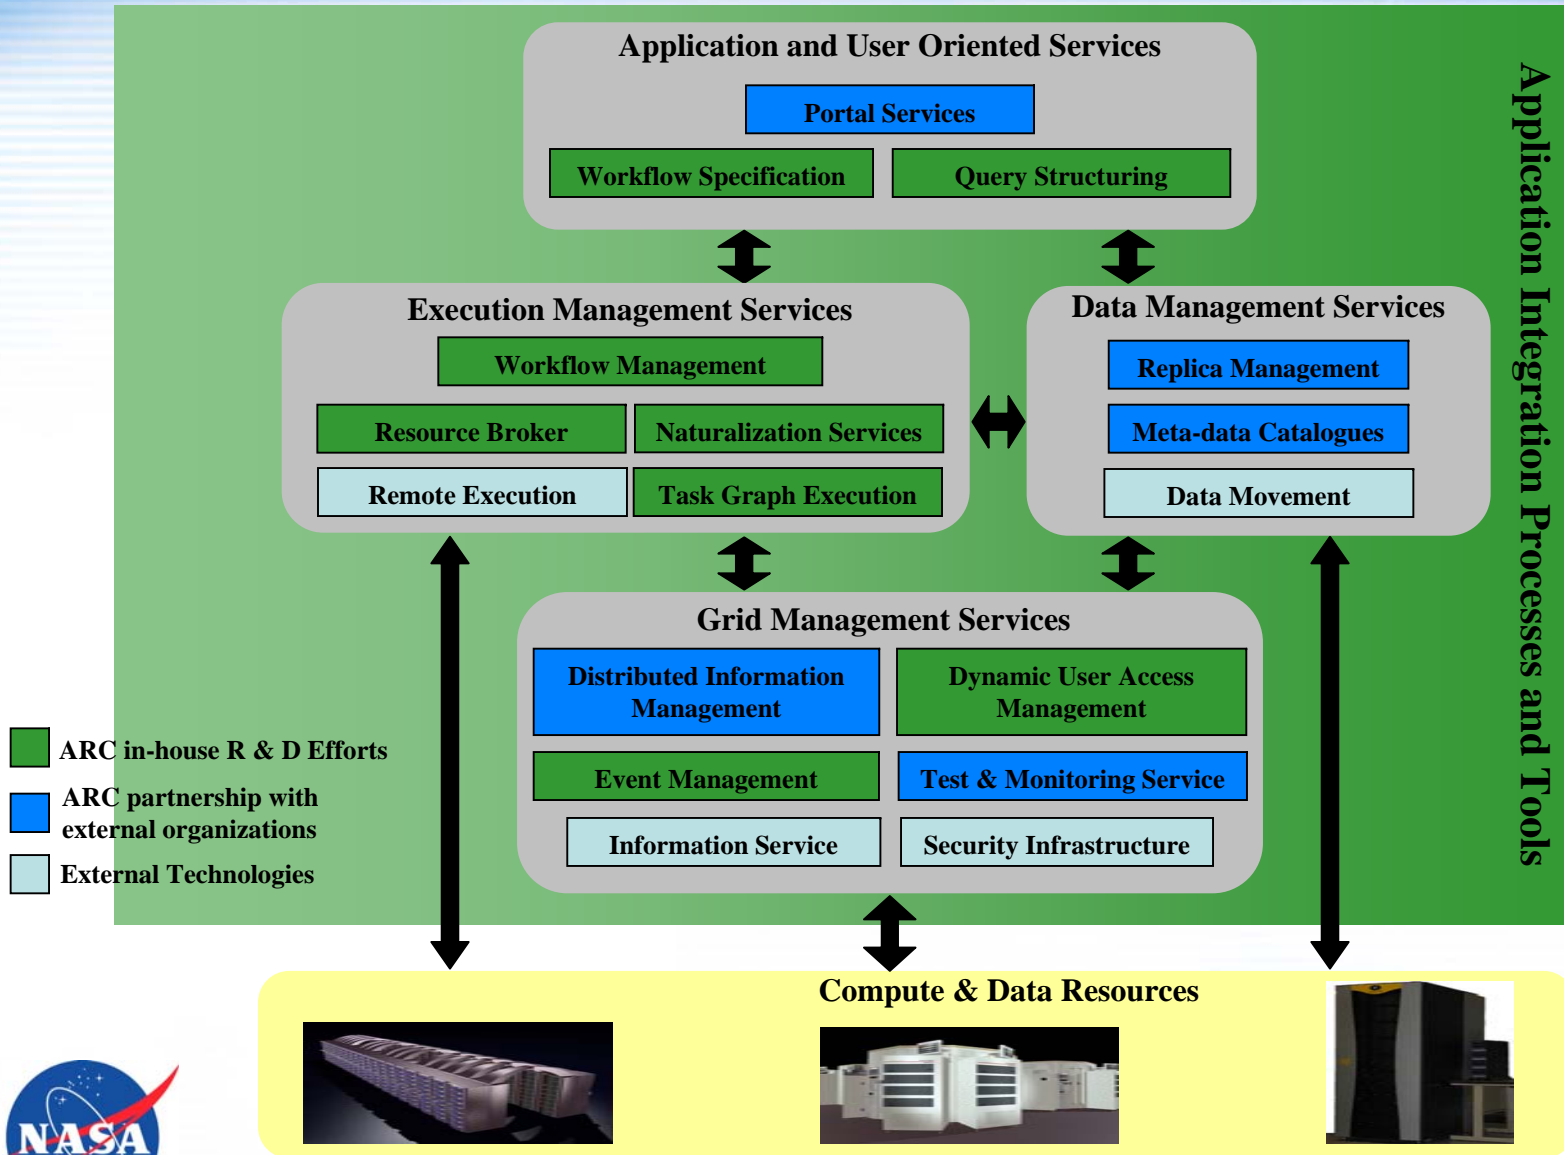 Application and User Oriented Services
Portal Services
Workflow Specification
Query Structuring
Application Integration Processes and Tools
Execution Management Services
Workflow Management
Resource Broker
Naturalization Services
Remote Execution
Task Graph Execution
Data Management Services
Replica Management
Meta-data Catalogues
Data Movement
Grid Management Services
Distributed Information
Management
Dynamic User Access
Management
Event Management
Test & Monitoring Service
Information Service
Security Infrastructure
ARC in-house R & D Efforts
ARC partnership with
external organizations
External Technologies
Compute & Data Resources
NASA